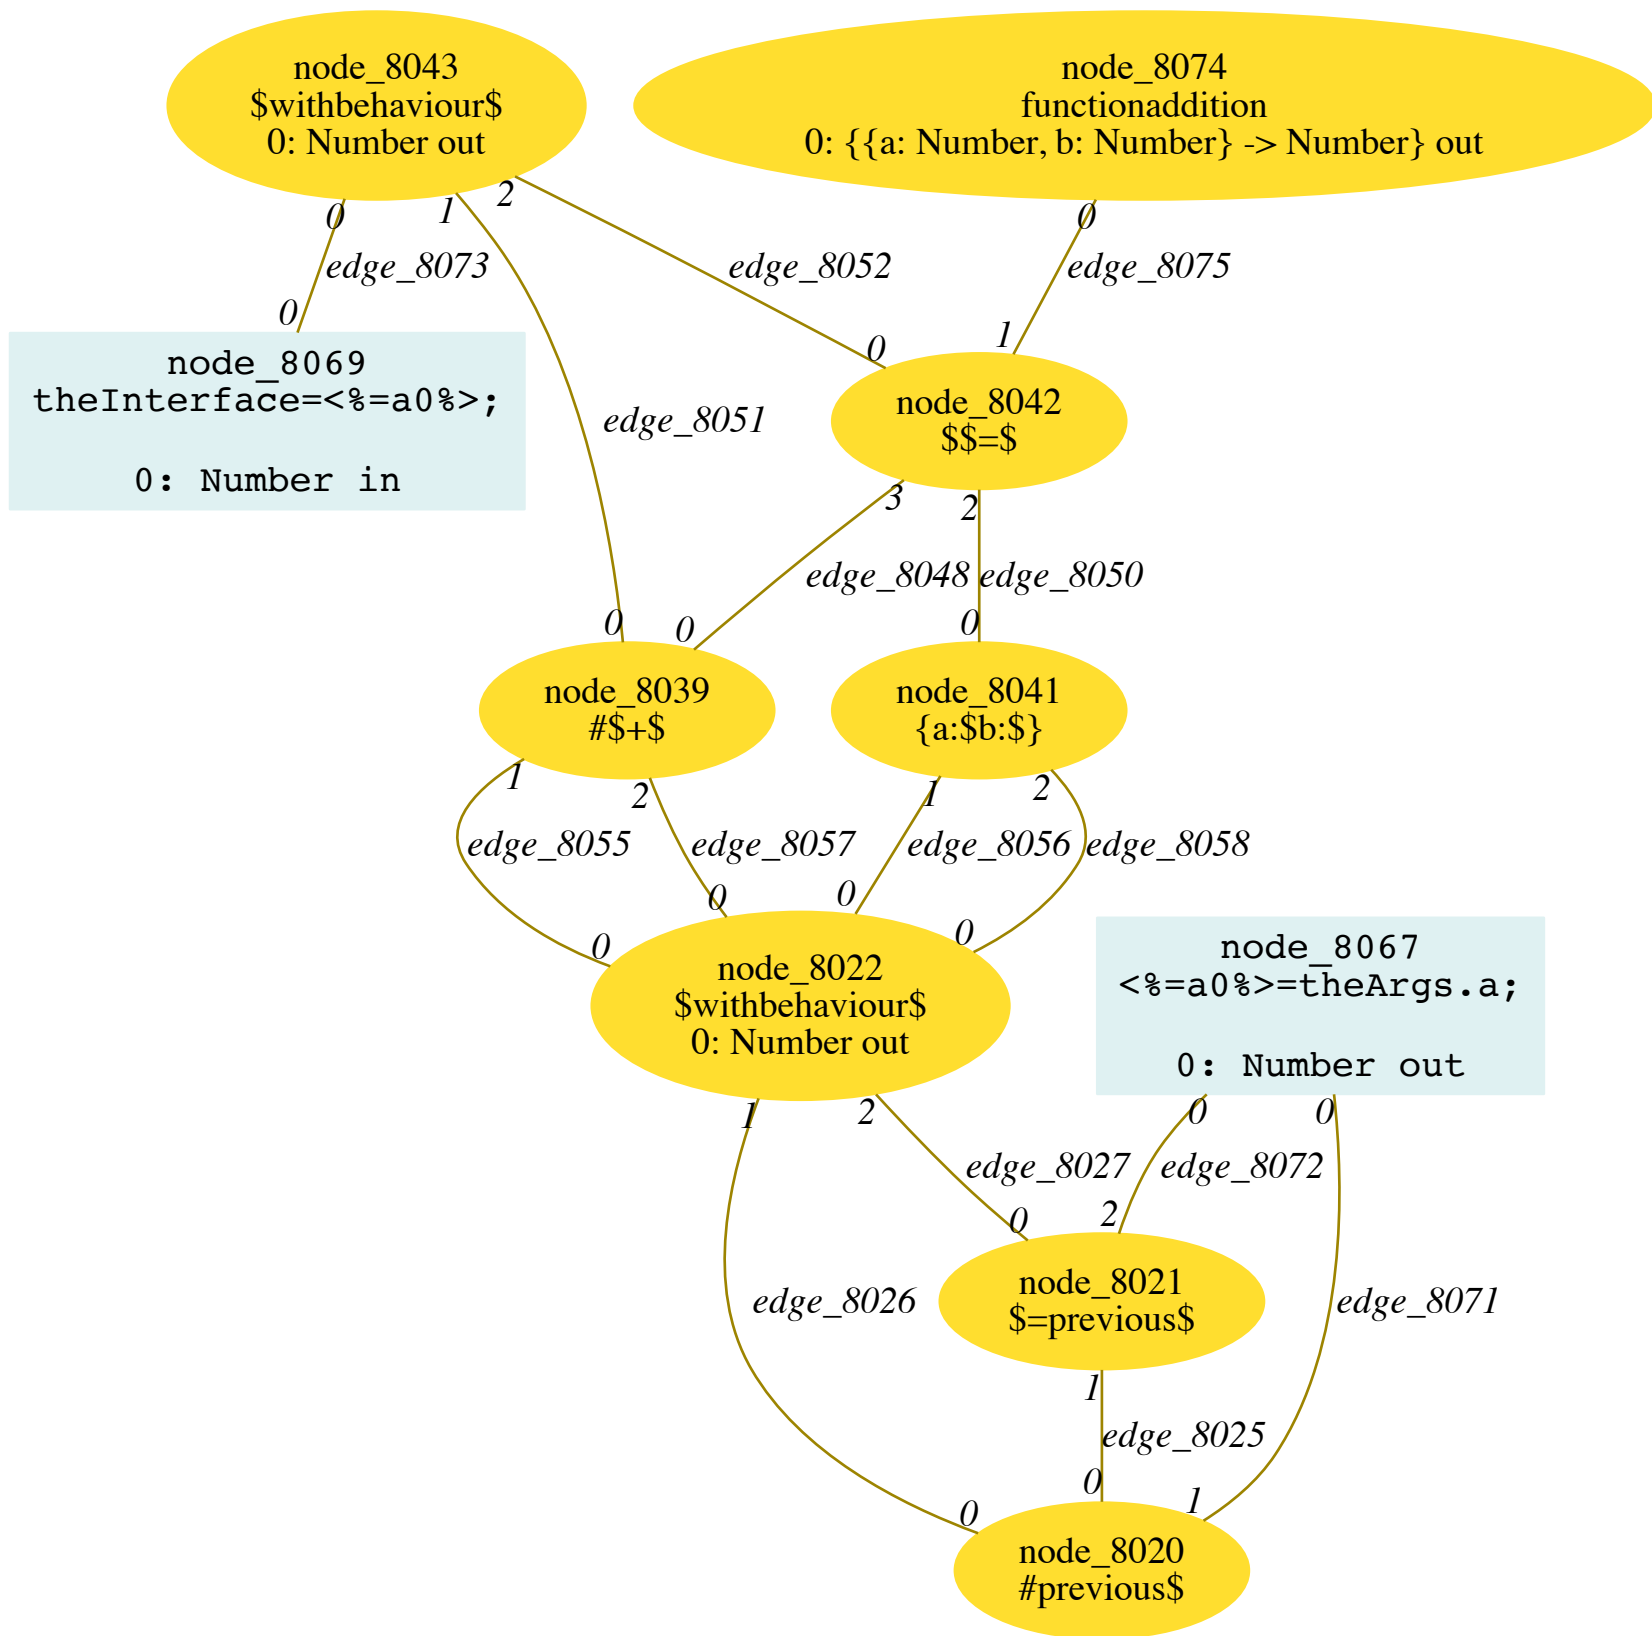 node_8043
$withbehaviour$
0: Number out
node_8074
functionaddition
0: {{a: Number, b: Number} -> Number} out
0
1
2
0
edge_8073
edge_8052
edge_8075
0
0
1
node_8069
theInterface=<%=a0%>;
0: Number in
edge_8051
node_8042
$$=$
3
2
edge_8048
edge_8050
0
0
0
node_8039
#$+$
node_8041
{a:$b:$}
1
2
1
2
edge_8055
edge_8057
edge_8056
edge_8058
0
0
0
0
node_8022
$withbehaviour$
0: Number out
node_8067
<%=a0%>=theArgs.a;
0: Number out
1
2
0
0
edge_8027
edge_8072
0
2
edge_8026
node_8021
$=previous$
edge_8071
1
edge_8025
0
0
1
node_8020
#previous$